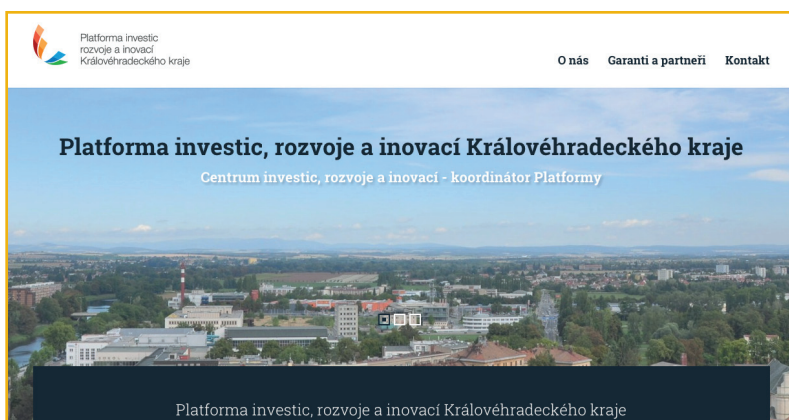 Platforma investic
rozvoje a inovací
Královéhradeckého kraje
O nás Garanti a partneři Kontakt
Platforma investic, rozvoje a inovací Královéhradeckého kraje
Centrum investic, rozvoje a inovací - koordinátor Platformy
Platforma investic, rozvoje a inovací Královéhradeckého kraje